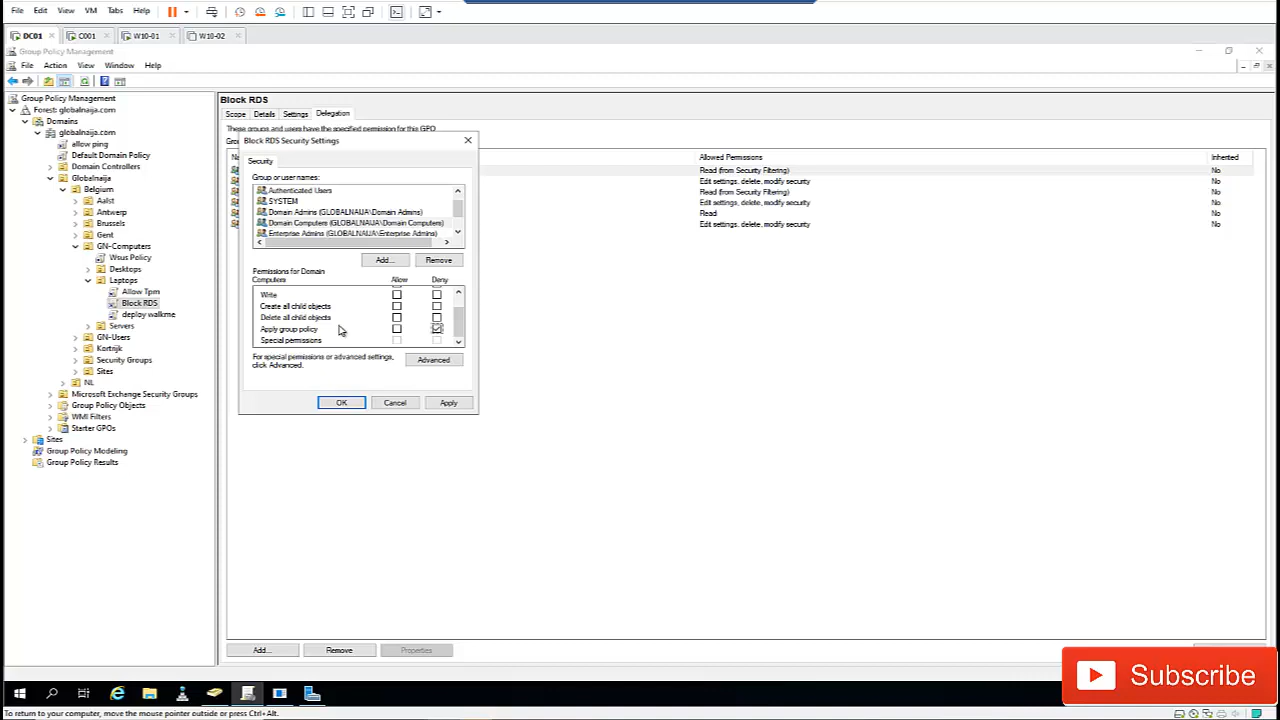 File Edit View VM Tabs Help
DC01 C001 W10-01 W10-02
Group Policy Management
File Action View Window Help
Group Policy Management
Forest: globalnaija.com
Domains
globalnaija.com
allow ping
Default Domain Policy
Domain Controllers
Globalnaija
Belgium
Aalst
Antwerp
Brussels
Gent
GN-Computers
Wsus Policy
Desktops
Laptops
Allow Tpm
Block RDS
deploy walkme
Servers
GN-Users
Kortrijk
Security Groups
Sites
NL
Microsoft Exchange Security Groups
Group Policy Objects
WMI Filters
Starter GPOs
Sites
Group Policy Modeling
Group Policy Results
Block RDS
Scope Details Settings Delegation
These groups and users have the specified permission for this GPO
Allowed Permissions Inherited
Read (from Security Filtering) No
Edit settings, delete, modify security No
Read (from Security Filtering) No
Edit settings, delete, modify security No
Read No
Edit settings, delete, modify security No
Block RDS Security Settings
Security
Group or user names:
Authenticated Users
SYSTEM
Domain Admins (GLOBALNAIJA\Domain Admins)
Domain Computers (GLOBALNAIJA\Domain Computers)
Enterprise Admins (GLOBALNAIJA\Enterprise Admins)
Add... Remove
Permissions for Domain
Computers Allow Deny
Write
Create all child objects
Delete all child objects
Apply group policy
Special permissions
For special permissions or advanced settings,
click Advanced.
Advanced
OK Cancel Apply
Add... Remove Properties
Subscribe
To return to your computer, move the mouse pointer outside or press Ctrl+Alt.